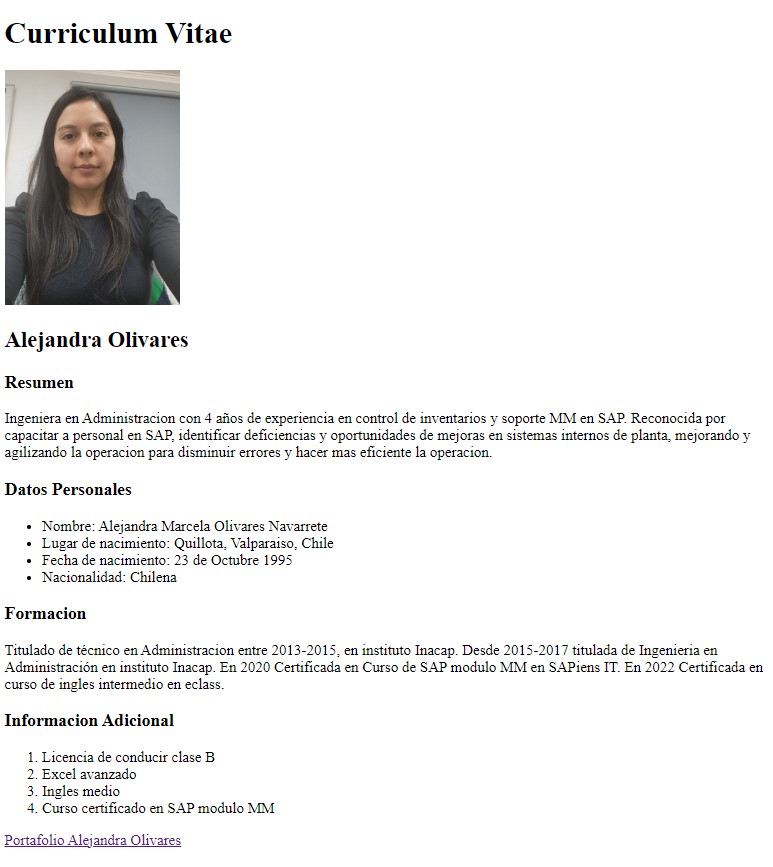 Curriculum Vitae
Alejandra Olivares
Resumen
Ingeniera en Administracion con 4 años de experiencia en control de inventarios y soporte MM en SAP. Reconocida por
capacitar a personal en SAP, identificar deficiencias y oportunidades de mejoras en sistemas internos de planta, mejorando y
agilizando la operacion para disminuir errores y hacer mas eficiente la operacion.
Datos Personales
• Nombre: Alejandra Marcela Olivares Navarrete
• Lugar de nacimiento: Quillota, Valparaiso, Chile
• Fecha de nacimiento: 23 de Octubre 1995
• Nacionalidad: Chilena
Formacion
Titulado de técnico en Administracion entre 2013-2015, en instituto Inacap. Desde 2015-2017 titulada de Ingenieria en
Administración en instituto Inacap. En 2020 Certificada en Curso de SAP modulo MM en SAPiens IT. En 2022 Certificada en
curso de ingles intermedio en eclass.
Informacion Adicional
1. Licencia de conducir clase B
2. Excel avanzado
3. Ingles medio
4. Curso certificado en SAP modulo MM
Portafolio Alejandra Olivares